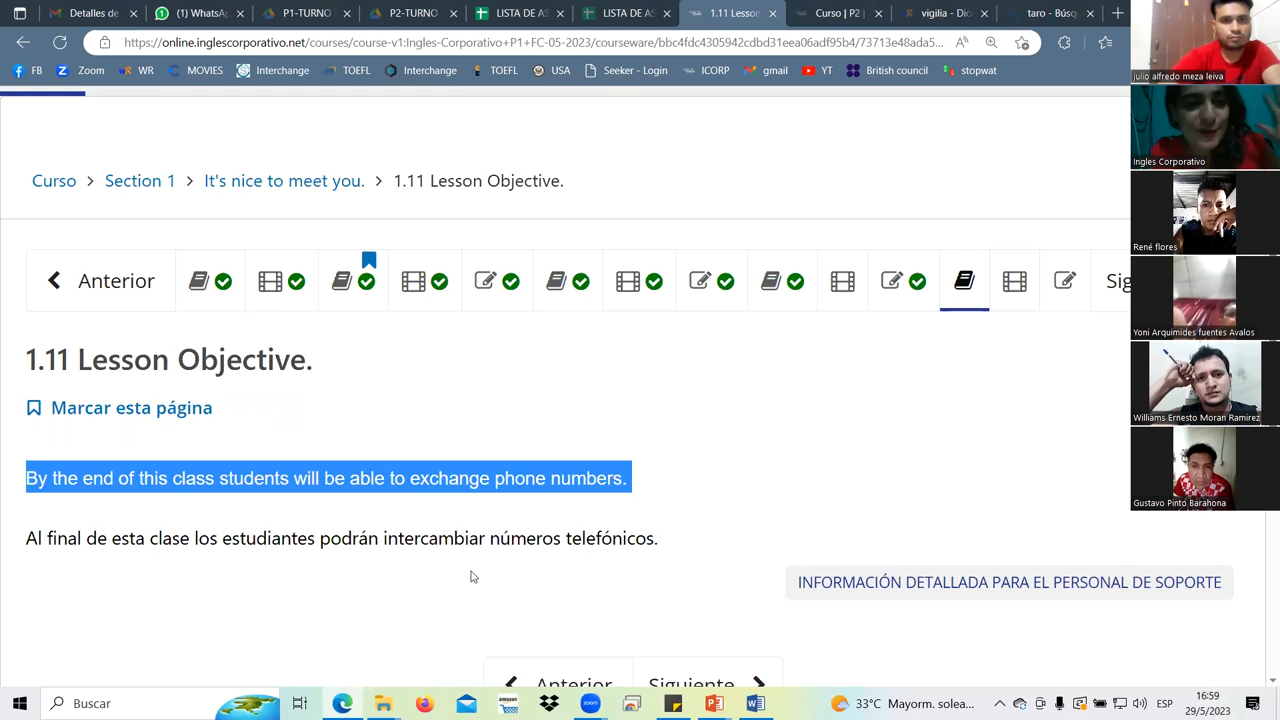 Detalles de
(1) WhatsA
P1-TURNO
P2-TURNO
LISTA DE AS
LISTA DE AS
1.11 Lesson
Curso | P2 |
vigilia - Dic
taro - Búsq
https://online.inglescorporativo.net/courses/course-v1:Ingles-Corporativo+P1+FC-05-2023/courseware/bbc4fdc4305942cdbd31eea06adf95b4/73713e48ada5...
FB
Zoom
WR
MOVIES
Interchange
TOEFL
Interchange
TOEFL
USA
Seeker - Login
ICORP
gmail
YT
British council
stopwat
Curso > Section 1 > It's nice to meet you. > 1.11 Lesson Objective.
Anterior
Sig
1.11 Lesson Objective.
Marcar esta página
By the end of this class students will be able to exchange phone numbers.
Al final de esta clase los estudiantes podrán intercambiar números telefónicos.
INFORMACIÓN DETALLADA PARA EL PERSONAL DE SOPORTE
Anterior
Siguiente
julio alfredo meza leiva
Ingles Corporativo
René flores
Yoni Arquimides fuentes Avalos
Williams Ernesto Moran Ramirez
Gustavo Pinto Barahona
Buscar
amazon
zoom
33°C Mayorm. solea...
ESP
16:59
29/5/2023